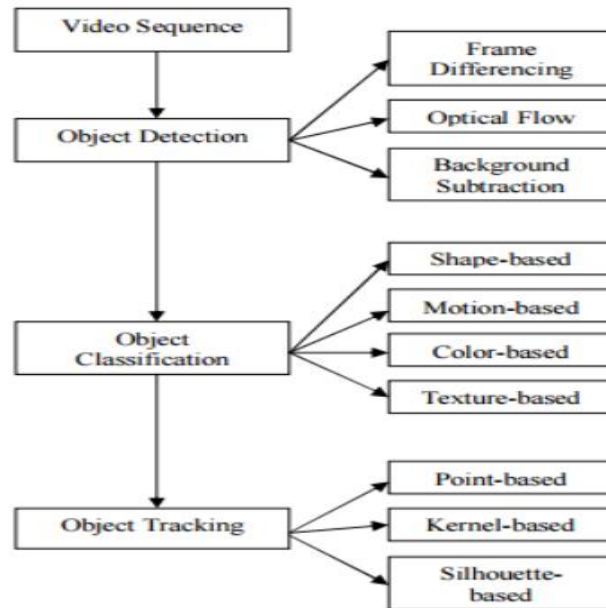 Video Sequence
Frame
Differencing
Object Detection
Optical Flow
Background
Subtraction
Shape-based
Object
Classification
Motion-based
Color-based
Texture-based
Point-based
Object Tracking
Kernel-based
Silhouette-
based